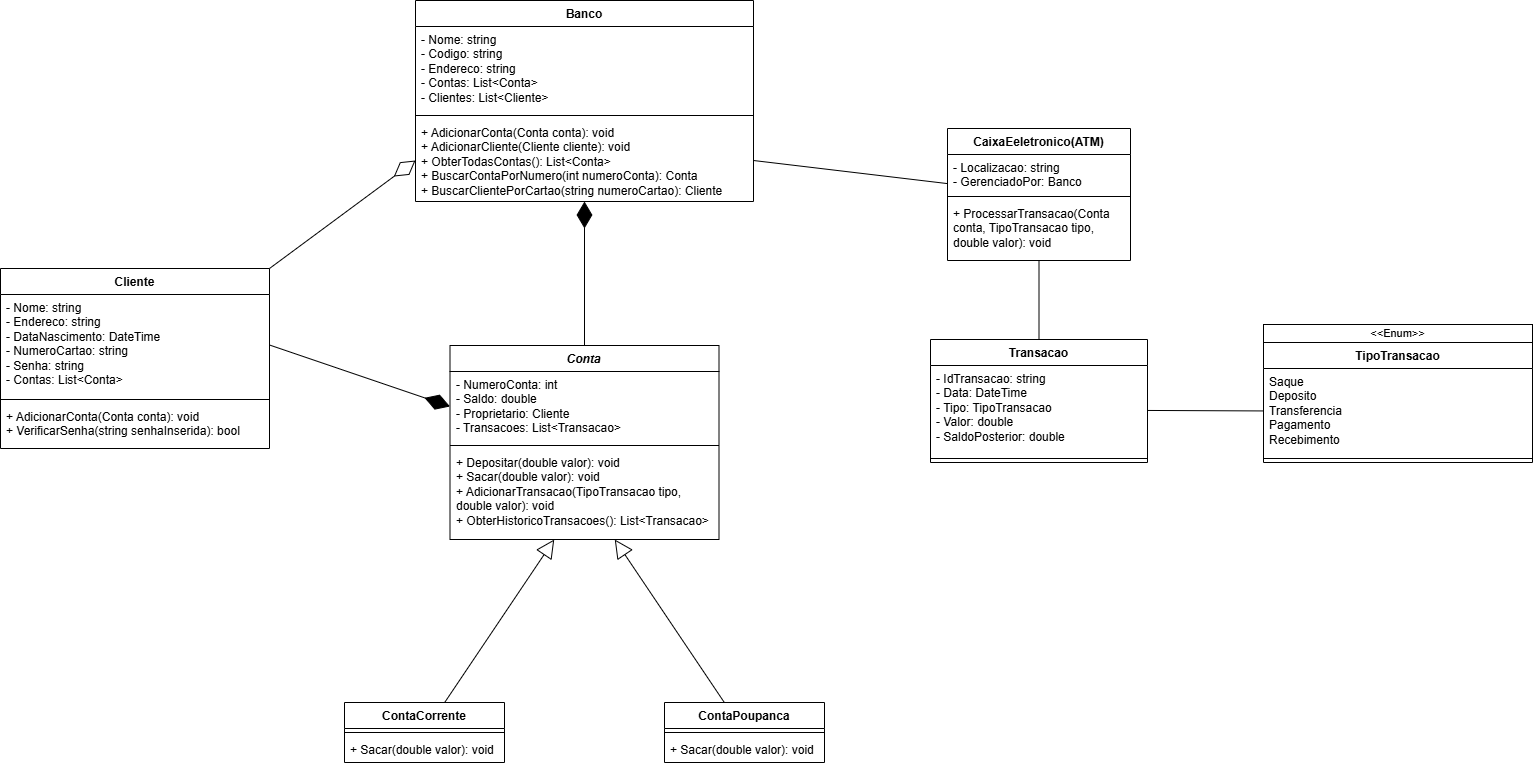 Banco
- Nome: string
- Codigo: string
- Endereco: string
- Contas: List<Conta>
- Clientes: List<Cliente>
+ AdicionarConta(Conta conta): void
+ AdicionarCliente(Cliente cliente): void
+ ObterTodasContas(): List<Conta>
+ BuscarContaPorNumero(int numeroConta): Conta
+ BuscarClientePorCartao(string numeroCartao): Cliente
CaixaEeletronico(ATM)
- Localizacao: string
- GerenciadoPor: Banco
+ ProcessarTransacao(Conta
conta, TipoTransacao tipo,
double valor): void
Cliente
- Nome: string
- Endereco: string
- DataNascimento: DateTime
- NumeroCartao: string
- Senha: string
- Contas: List<Conta>
+ AdicionarConta(Conta conta): void
+ VerificarSenha(string senhaInserida): bool
Conta
- NumeroConta: int
- Saldo: double
- Proprietario: Cliente
- Transacoes: List<Transacao>
+ Depositar(double valor): void
+ Sacar(double valor): void
+ AdicionarTransacao(TipoTransacao tipo,
double valor): void
+ ObterHistoricoTransacoes(): List<Transacao>
Transacao
- IdTransacao: string
- Data: DateTime
- Tipo: TipoTransacao
- Valor: double
- SaldoPosterior: double
<<Enum>>
TipoTransacao
Saque
Deposito
Transferencia
Pagamento
Recebimento
ContaCorrente
+ Sacar(double valor): void
ContaPoupanca
+ Sacar(double valor): void